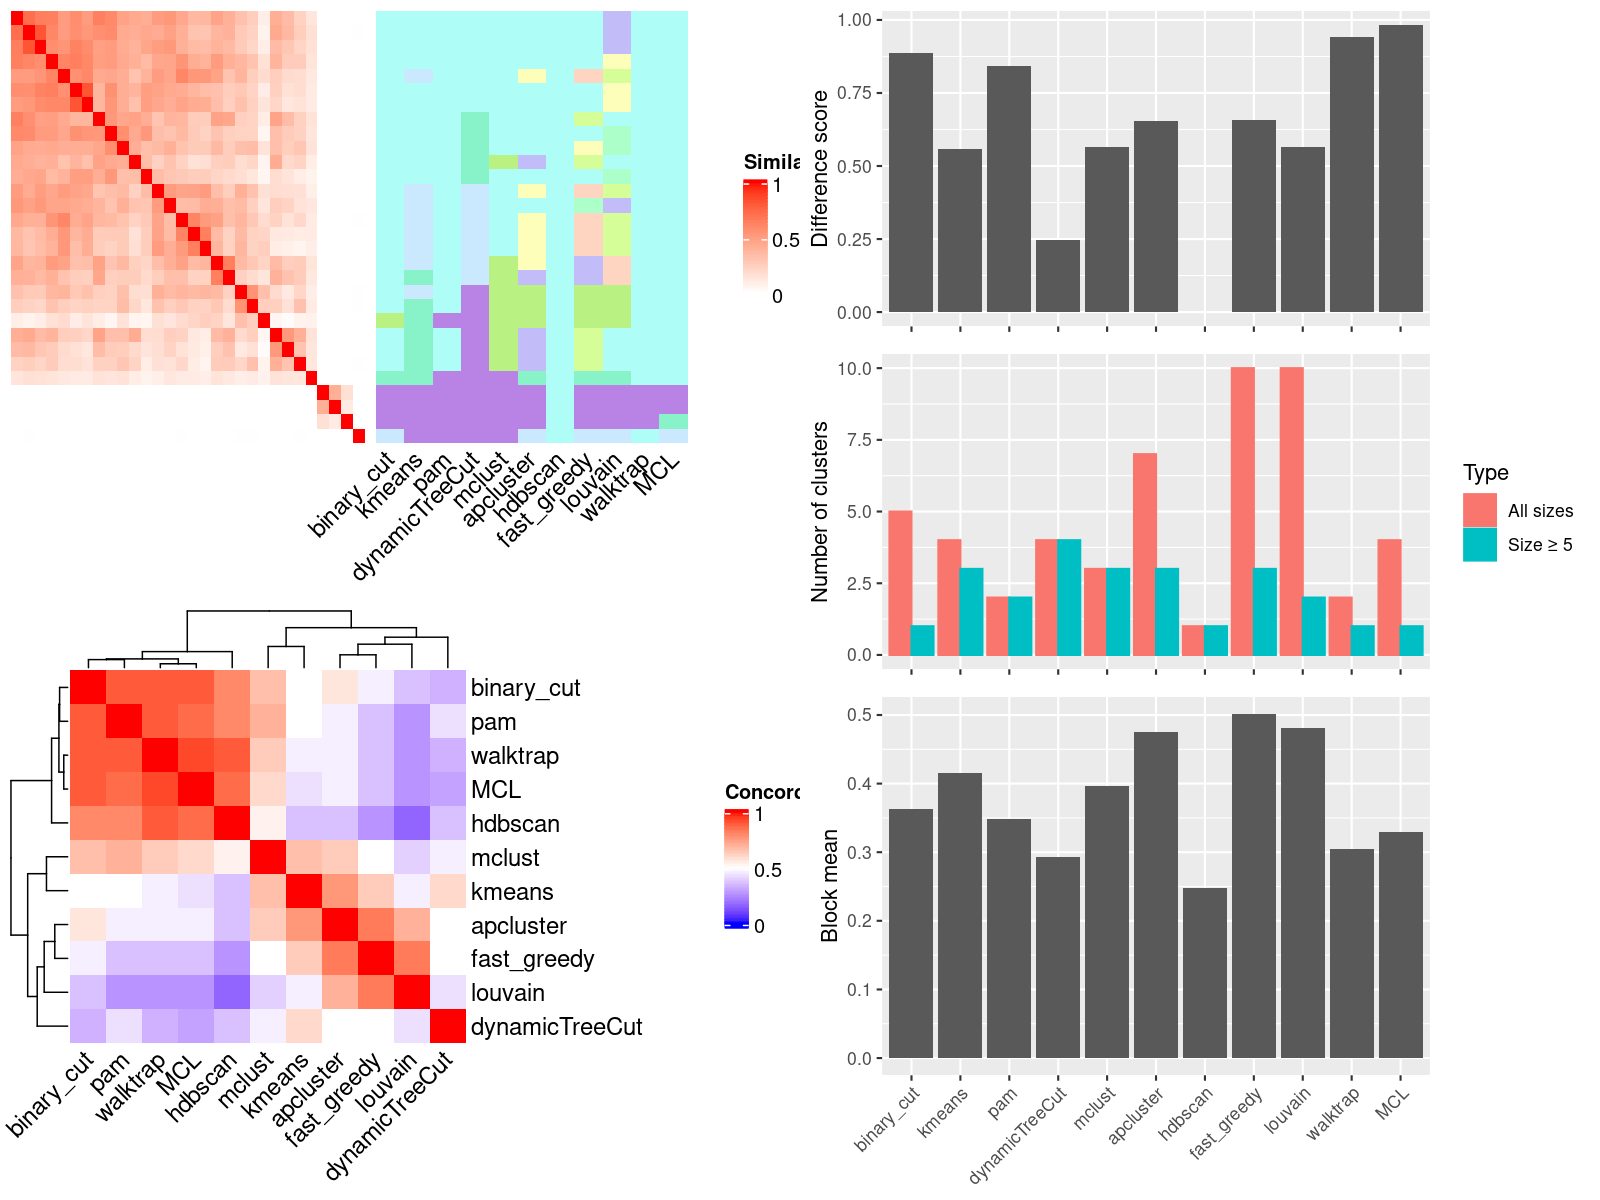 Simila
1
0.5
0
binary_cut
kmeans
pam
dynamicTreeCut
mclust
apcluster
hdbscan
fast_greedy
louvain
walktrap
MCL
binary_cut
pam
walktrap
MCL
hdbscan
mclust
kmeans
apcluster
fast_greedy
louvain
dynamicTreeCut
binary_cut
pam
walktrap
MCL
hdbscan
mclust
kmeans
apcluster
fast_greedy
louvain
dynamicTreeCut
Concord
1
0.5
0
Difference score
1.00
0.75
0.50
0.25
0.00
Number of clusters
10.0
7.5
5.0
2.5
0.0
Type
All sizes
Size ≥ 5
Block mean
0.5
0.4
0.3
0.2
0.1
0.0
binary_cut
kmeans
pam
dynamicTreeCut
mclust
apcluster
hdbscan
fast_greedy
louvain
walktrap
MCL